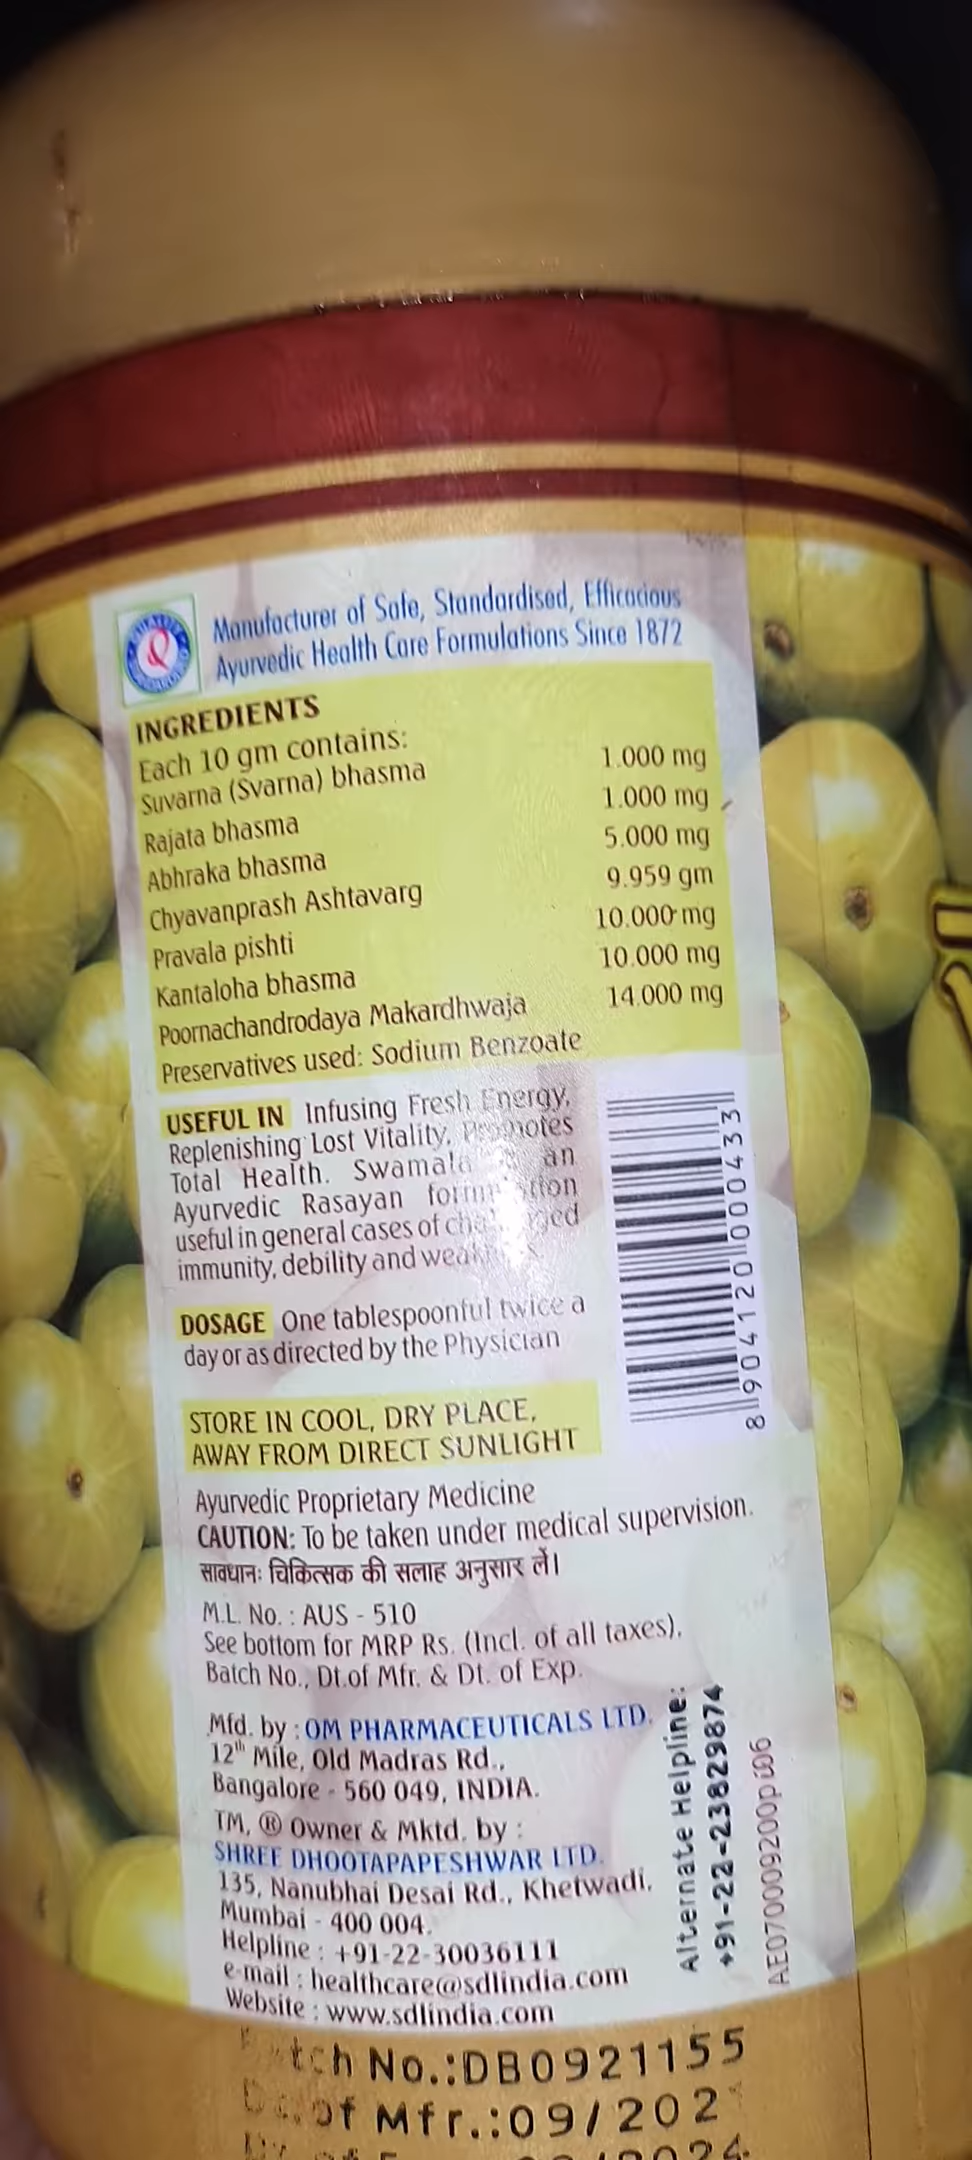 Manufacturer of Safe, Standardised, Efficacious
Ayurvedic Health Care Formulations Since 1872
INGREDIENTS
Each 10 gm contains:
Suvarna (Svarna) bhasma 1.000 mg
Rajata bhasma 1.000 mg
Abhraka bhasma 5.000 mg
Chyavanprash Ashtavarg 9.959 gm
Pravala pishti 10.000 mg
Kantaloha bhasma 10.000 mg
Poornachandrodaya Makardhwaja 14.000 mg
Preservatives used: Sodium Benzoate
USEFUL IN Infusing Fresh Energy,
Replenishing Lost Vitality, Promotes
Total Health. Swamala an
Ayurvedic Rasayan
useful in general cases of
immunity, debility and
DOSAGE One tablespoonful twice a
day or as directed by the Physician
STORE IN COOL, DRY PLACE,
AWAY FROM DIRECT SUNLIGHT
8 904120 000433
Ayurvedic Proprietary Medicine
CAUTION: To be taken under medical supervision.
सावधान: चिकित्सक की सलाह अनुसार लें।
M.L. No. : AUS - 510
See bottom for MRP Rs. (Incl. of all taxes),
Batch No., Dt.of Mfr. & Dt. of Exp.
Mfd. by : OM PHARMACEUTICALS LTD.
12th Mile, Old Madras Rd.,
Bangalore - 560 049, INDIA.
TM, ® Owner & Mktd. by :
SHREE DHOOTAPAPESHWAR LTD.
135, Nanubhai Desai Rd., Khetwadi,
Mumbai - 400 004.
Helpline : +91-22-30036111
e-mail : healthcare@sdlindia.com
Website : www.sdlindia.com
Alternate Helpline:
+91-22-23829874
No.:DB0921155
of Mfr.:09/202